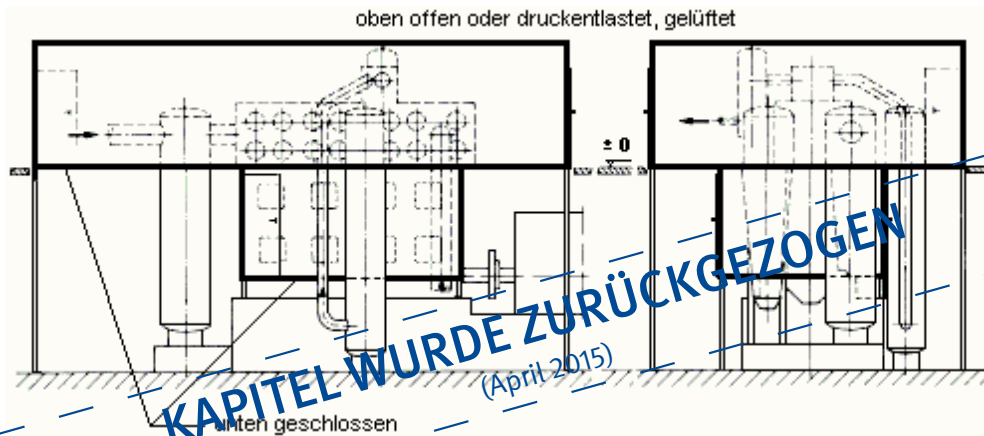 oben offen oder druckentlastet, gelüftet
± 0
KAPITEL WURDE ZURÜCKGEZOGEN
(April 2015)
unten geschlossen